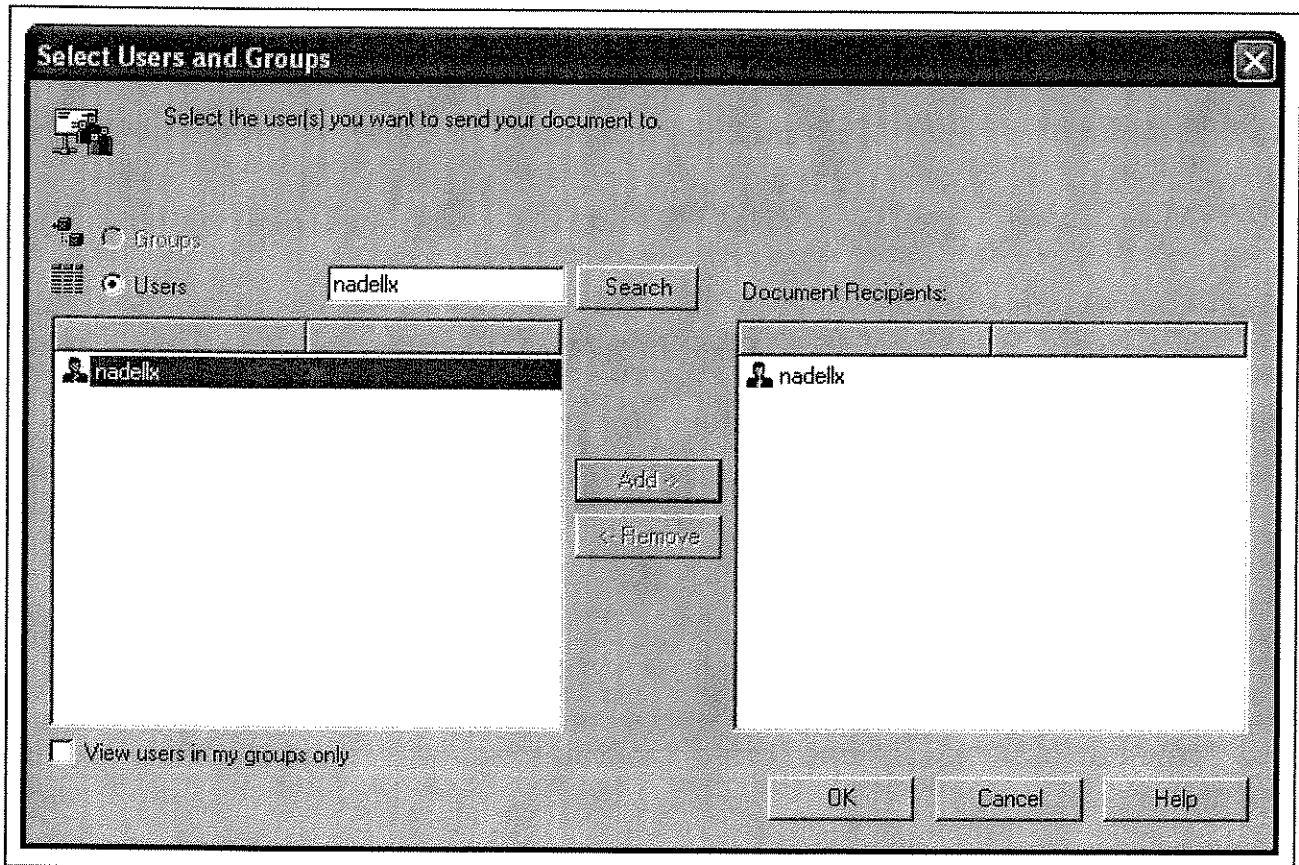 Select Users and Groups
Select the user(s) you want to send your document to.
Groups
Users
nadellx
Search
Document Recipients:
nadellx
nadellx
Add ->
<- Remove
View users in my groups only
OK
Cancel
Help